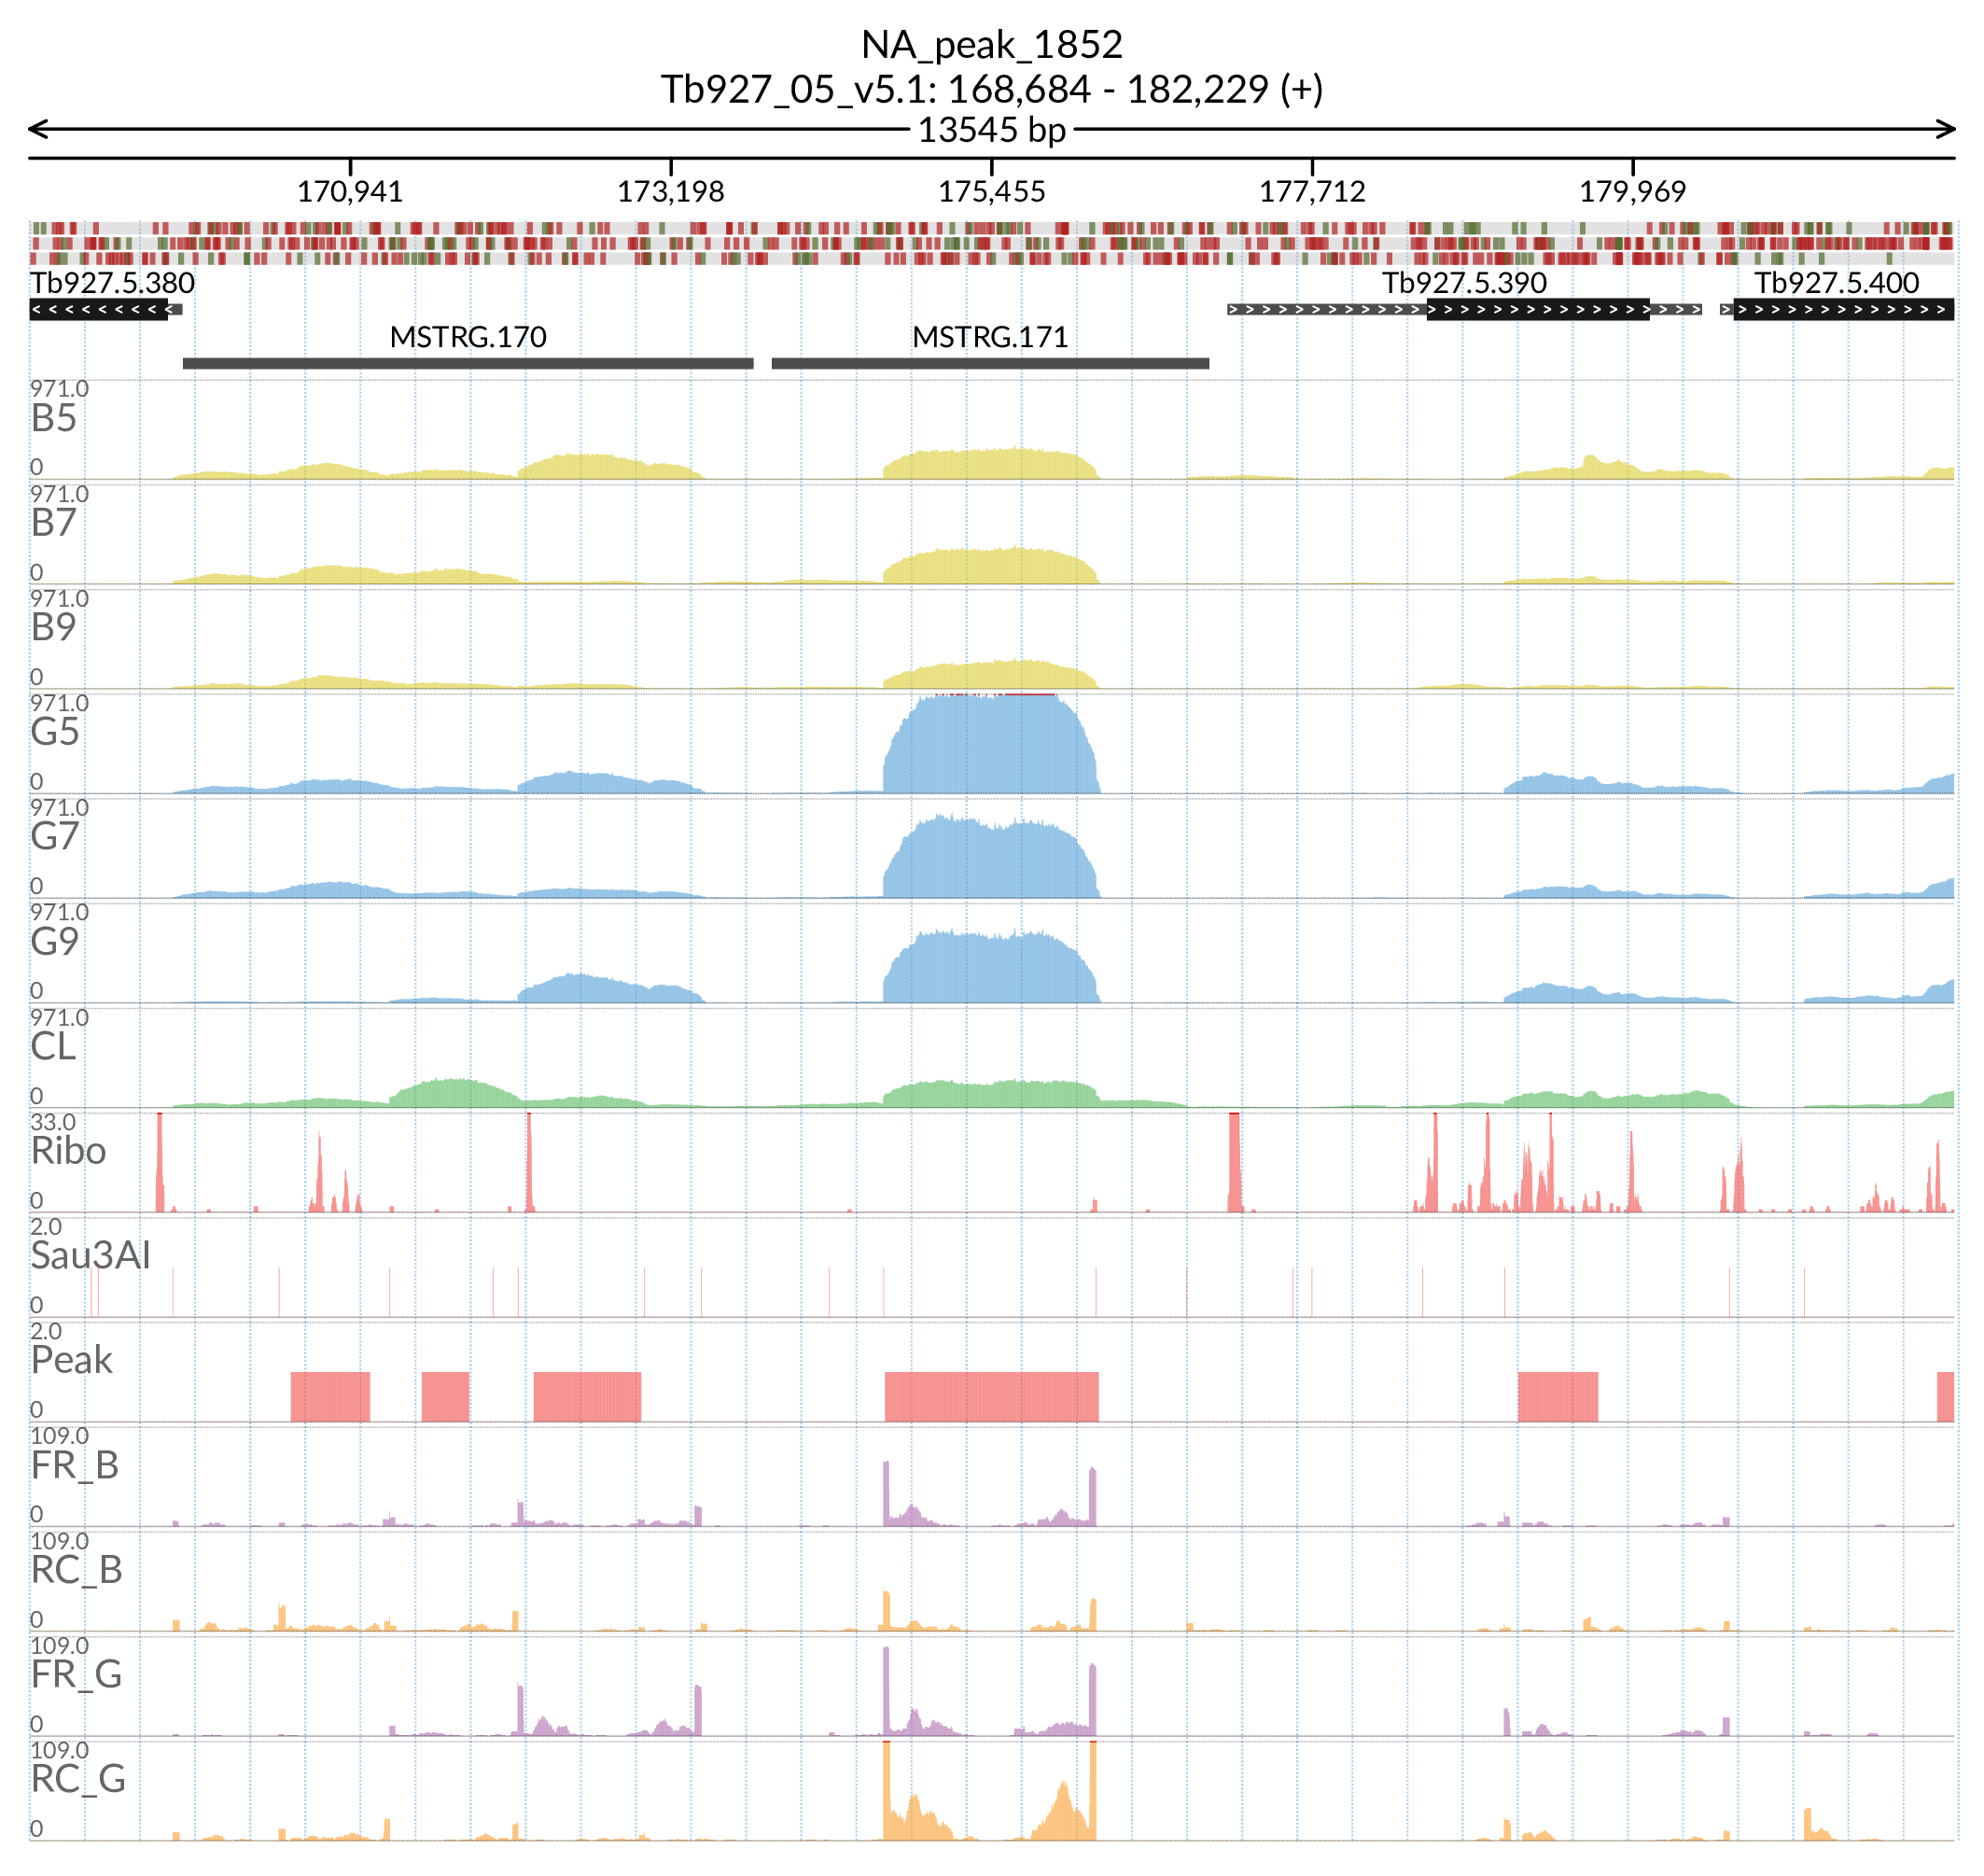 NA_peak_1852
Tb927_05_v5.1: 168,684 - 182,229 (+)
13545 bp
170,941 173,198 175,455 177,712 179,969
Tb927.5.380 Tb927.5.390 Tb927.5.400
MSTRG.170 MSTRG.171
971.0
B5
0
971.0
B7
0
971.0
B9
0
971.0
G5
0
971.0
G7
0
971.0
G9
0
971.0
CL
0
33.0
Ribo
0
2.0
Sau3AI
0
2.0
Peak
0
109.0
FR_B
0
109.0
RC_B
0
109.0
FR_G
0
109.0
RC_G
0